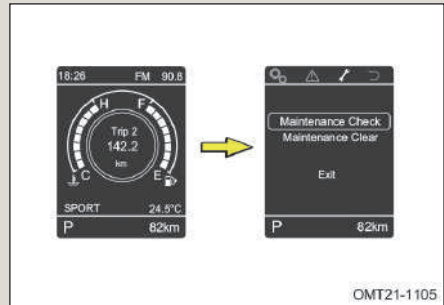 18:26 FM 90.8
H F
Trip 2
142.2
km
C E
SPORT 24.5°C
P 82km
Maintenance Check
Maintenance Clear
Exit
P 82km
OMT21-1105